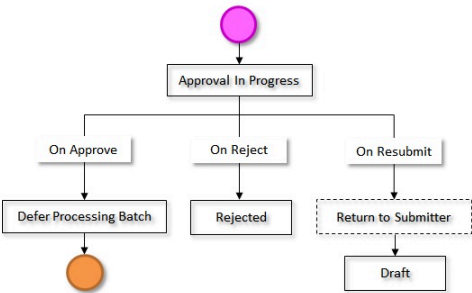 Approval In Progress
On Approve
On Reject
On Resubmit
Defer Processing Batch
Rejected
Return to Submitter
Draft